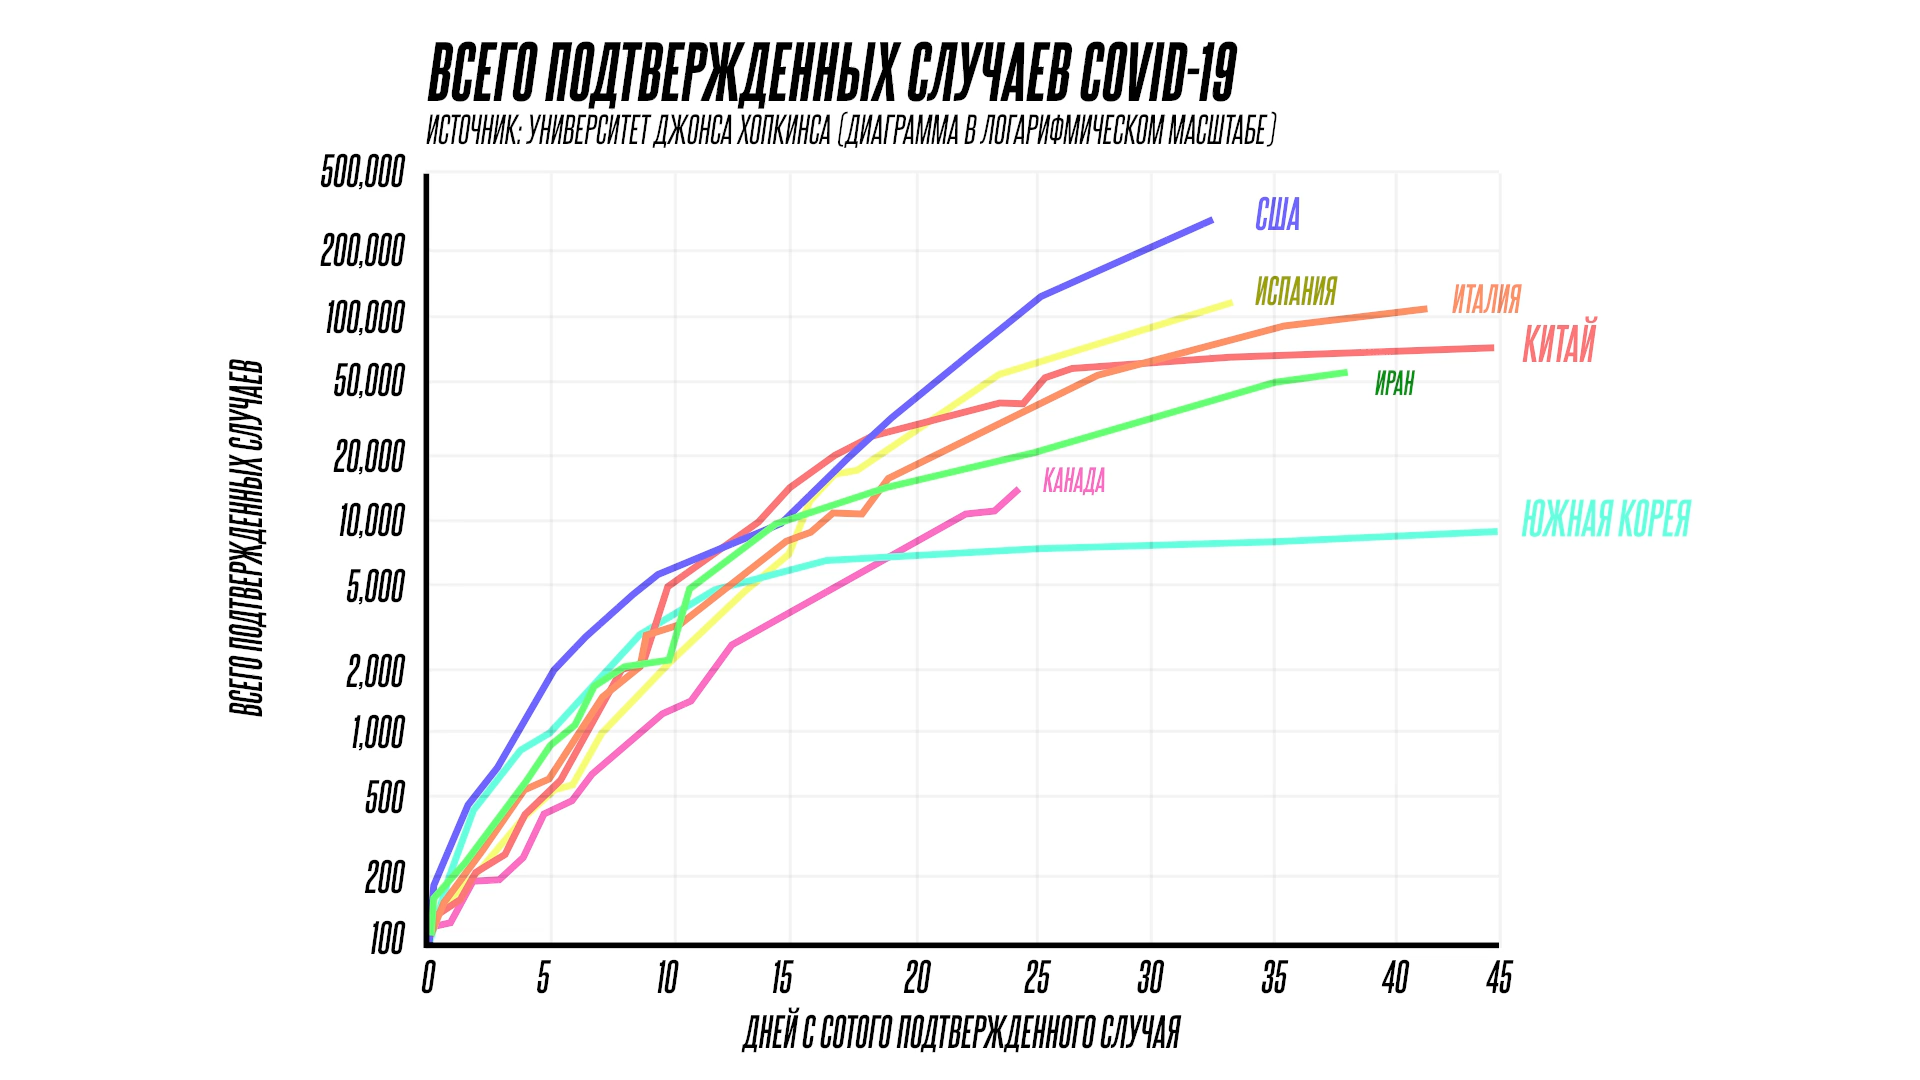 ВСЕГО ПОДТВЕРЖДЕННЫХ СЛУЧАЕВ COVID-19
ИСТОЧНИК: УНИВЕРСИТЕТ ДЖОНСА ХОПКИНСА (ДИАГРАММА В ЛОГАРИФМИЧЕСКОМ МАСШТАБЕ)
ВСЕГО ПОДТВЕРЖДЕННЫХ СЛУЧАЕВ
500,000
200,000
100,000
50,000
20,000
10,000
5,000
2,000
1,000
500
200
100
США
ИСПАНИЯ
ИТАЛИЯ
КИТАЙ
ИРАН
КАНАДА
ЮЖНАЯ КОРЕЯ
0 5 10 15 20 25 30 35 40 45
ДНЕЙ С СОТОГО ПОДТВЕРЖДЕННОГО СЛУЧАЯ